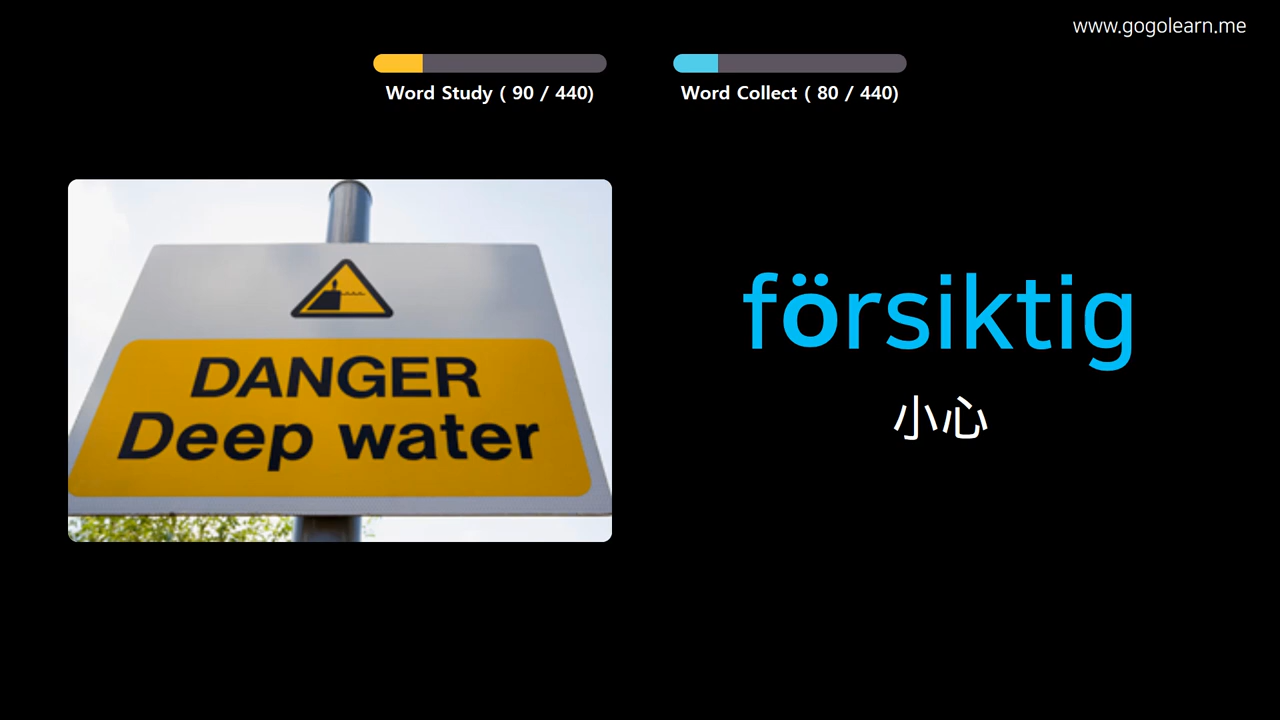 www.gogolearn.me
Word Study ( 90 / 440)
Word Collect ( 80 / 440)
DANGER
Deep water
försiktig
小心